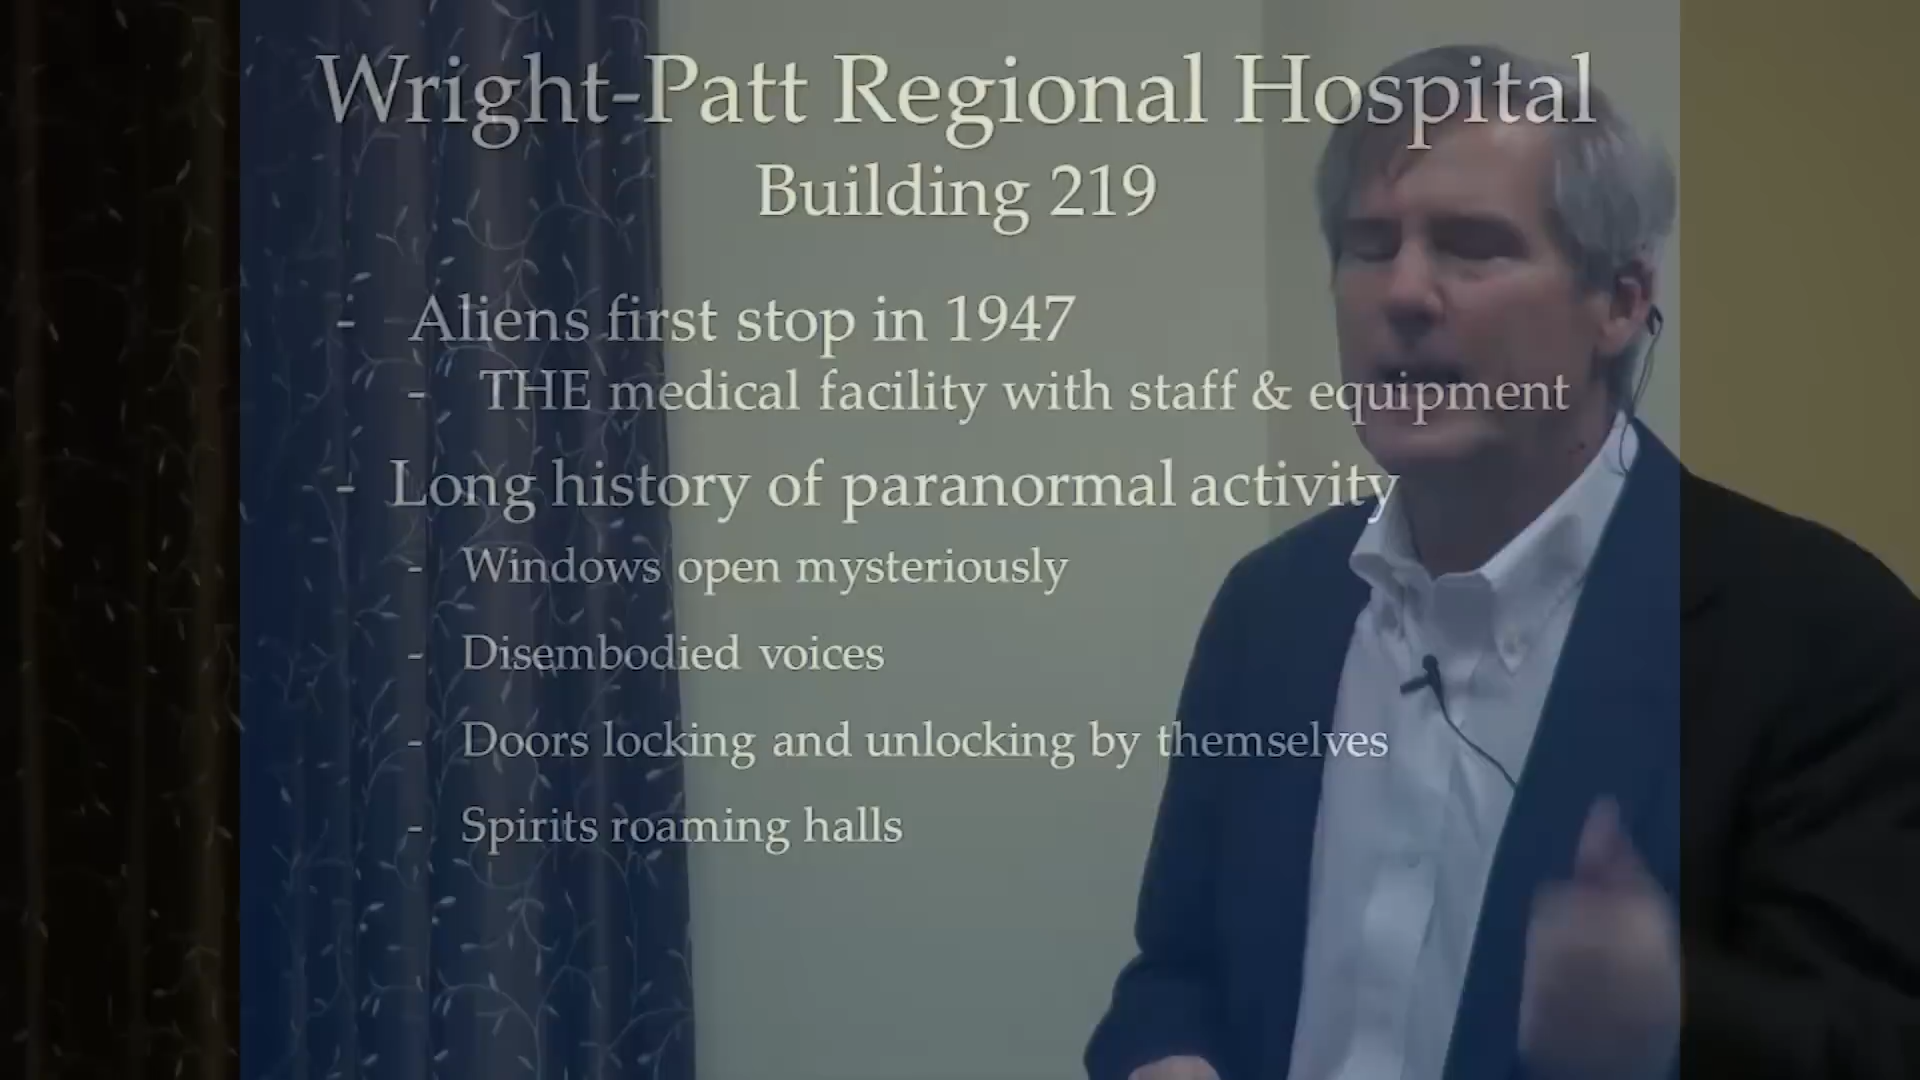 Wright-Patt Regional Hospital
Building 219
- Aliens first stop in 1947
- THE medical facility with staff & equipment
- Long history of paranormal activity
- Windows open mysteriously
- Disembodied voices
- Doors locking and unlocking by themselves
- Spirits roaming halls